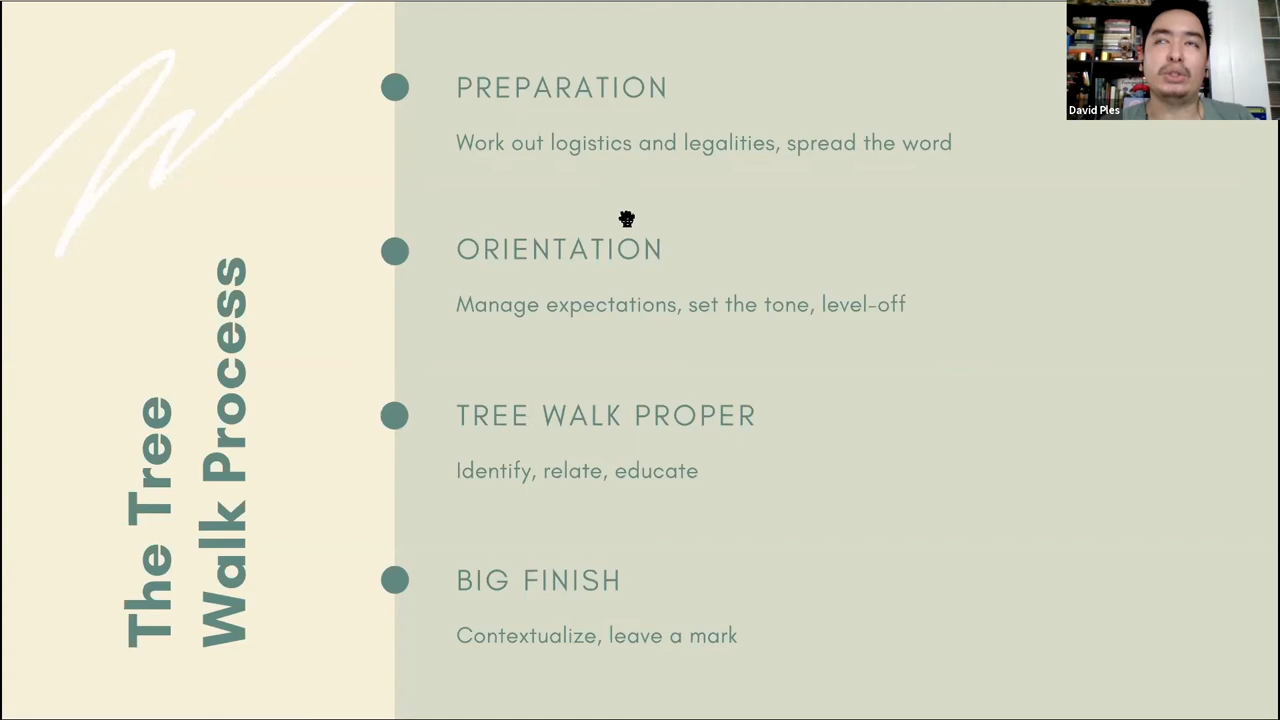 The Tree
Walk Process
PREPARATION
Work out logistics and legalities, spread the word
ORIENTATION
Manage expectations, set the tone, level-off
TREE WALK PROPER
Identify, relate, educate
BIG FINISH
Contextualize, leave a mark
David Ples